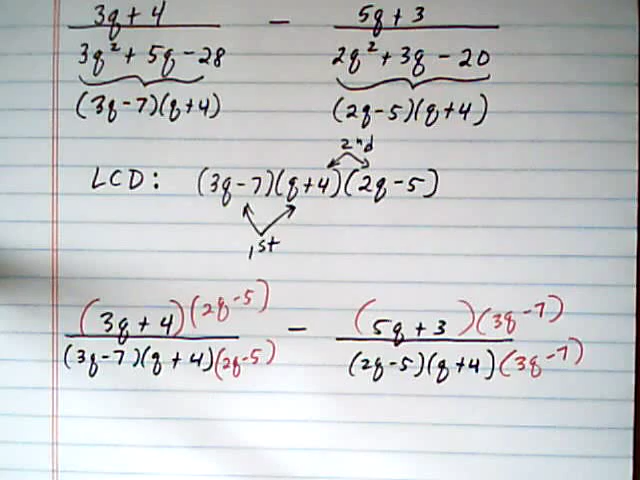 3q + 4 − 5q + 3
3q² + 5q − 28 2q² + 3q − 20
(3q−7)(q+4) (2q−5)(q+4)
2nd
LCD: (3q−7)(q+4)(2q−5)
1st
(3q + 4)(2q−5) − (5q + 3)(3q−7)
(3q−7)(q+4)(2q−5) (2q−5)(q+4)(3q−7)